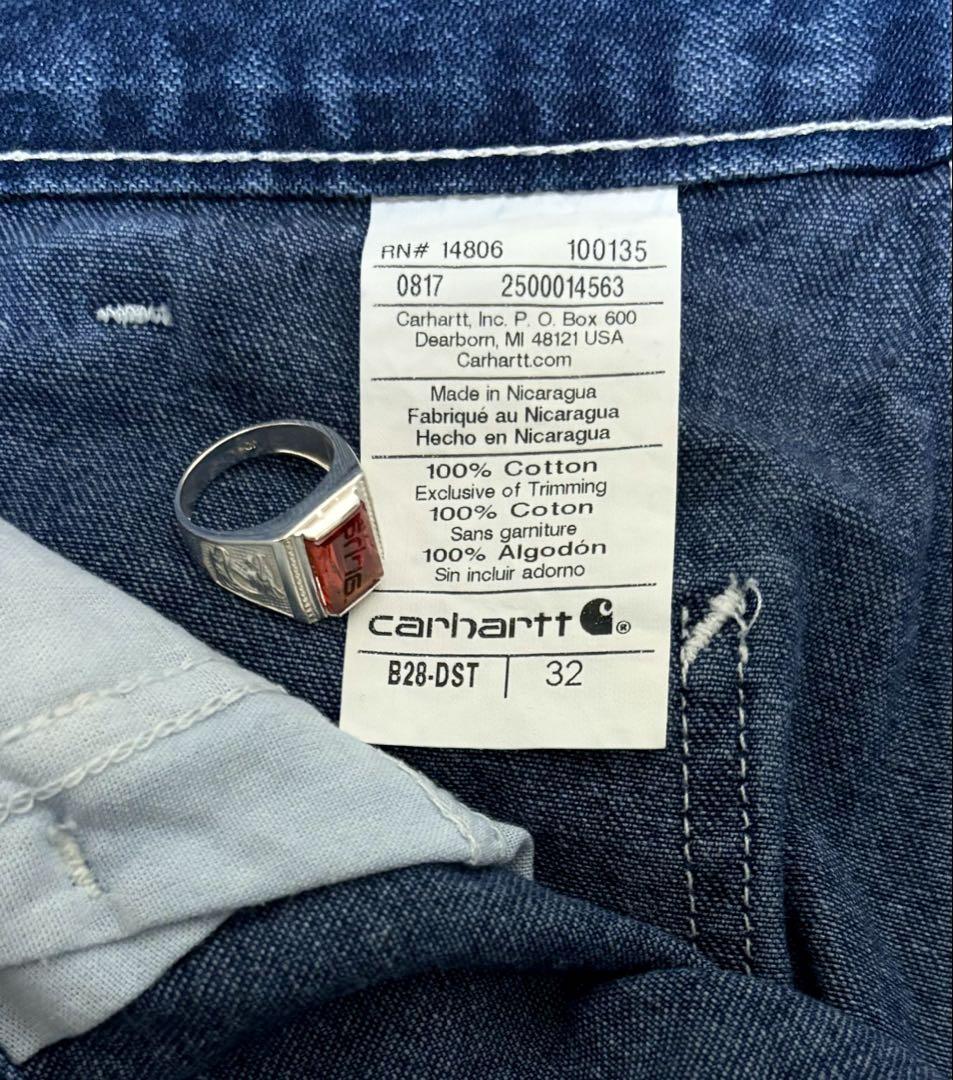 RN# 14806 100135
0817 2500014563
Carhartt, Inc. P. O. Box 600
Dearborn, MI 48121 USA
Carhartt.com
Made in Nicaragua
Fabriqué au Nicaragua
Hecho en Nicaragua
100% Cotton
Exclusive of Trimming
100% Coton
Sans garniture
100% Algodón
Sin incluir adorno
carhartt ®
B28-DST | 32